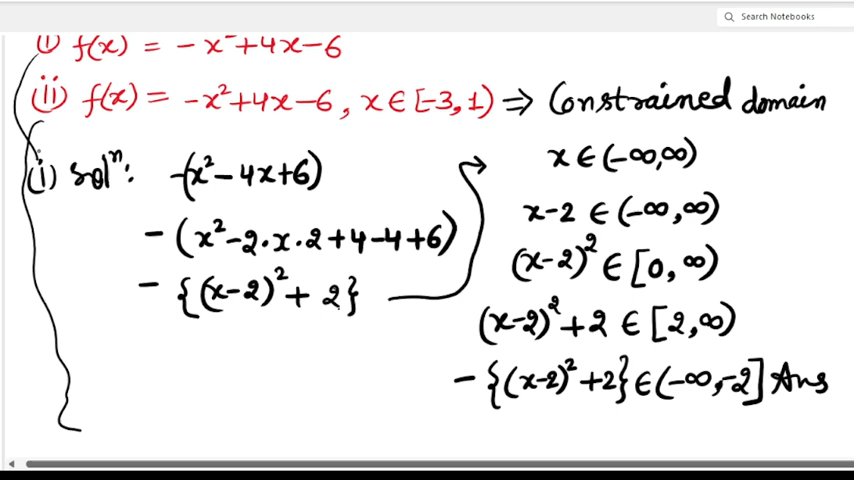 Search Notebooks
(i) f(x) = -x²+4x-6
(ii) f(x) = -x²+4x-6, x ∈ [-3, 1) ⇒ Constrained domain
(i) Solⁿ: -(x²-4x+6)
-(x²-2·x·2+4-4+6)
-{(x-2)²+2}
x ∈ (-∞,∞)
x-2 ∈ (-∞,∞)
(x-2)² ∈ [0,∞)
(x-2)²+2 ∈ [2,∞)
-{(x-2)²+2} ∈ (-∞,-2] Ans